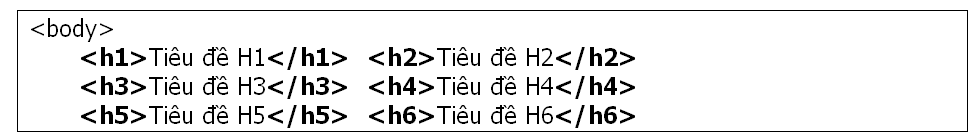 <body>
<h1>Tiêu đề H1</h1> <h2>Tiêu đề H2</h2>
<h3>Tiêu đề H3</h3> <h4>Tiêu đề H4</h4>
<h5>Tiêu đề H5</h5> <h6>Tiêu đề H6</h6>